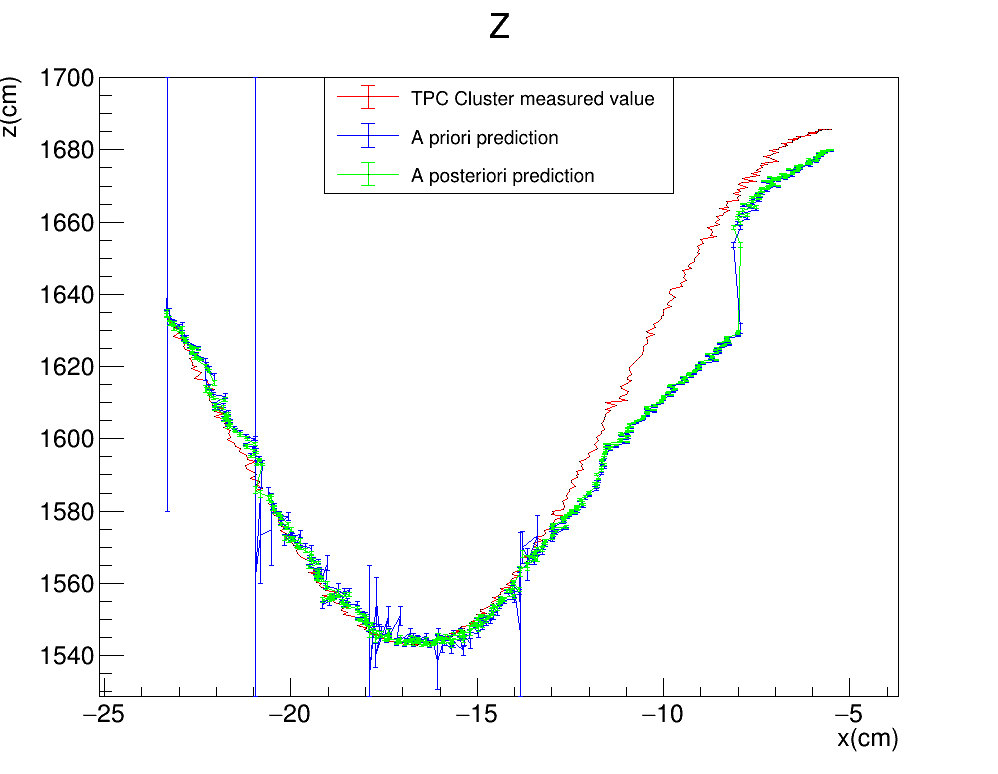 Z
z(cm)
1700
1680
1660
1640
1620
1600
1580
1560
1540
TPC Cluster measured value
A priori prediction
A posteriori prediction
−25 −20 −15 −10 −5
x(cm)